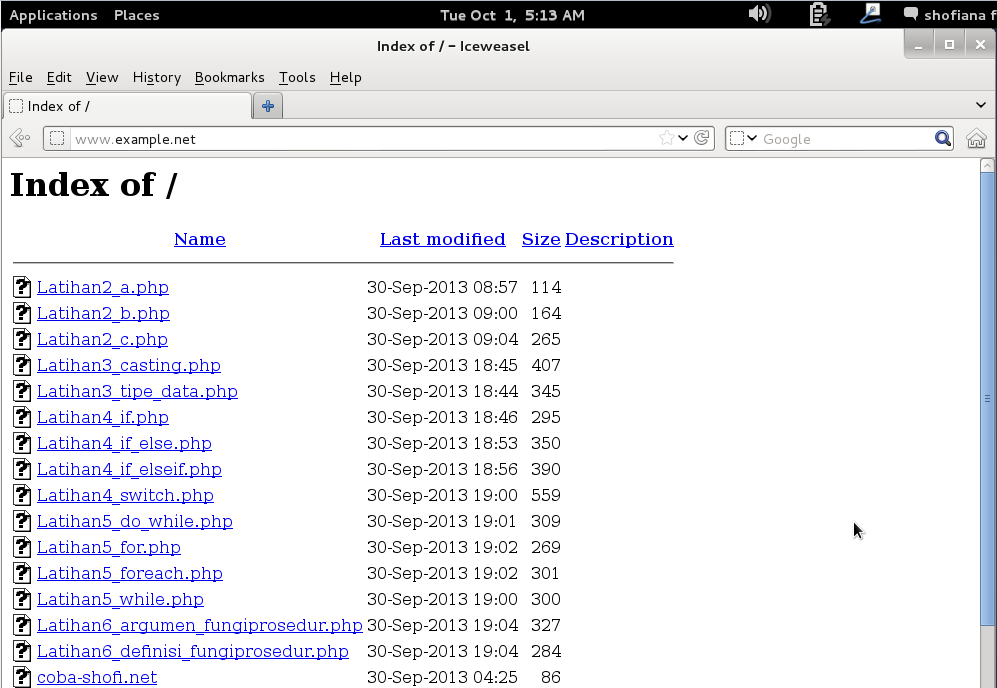 Applications Places Tue Oct 1, 5:13 AM shofiana f
Index of / – Iceweasel
File Edit View History Bookmarks Tools Help
Index of /
www.example.net Google
Index of /
Name Last modified Size Description
Latihan2_a.php 30-Sep-2013 08:57 114
Latihan2_b.php 30-Sep-2013 09:00 164
Latihan2_c.php 30-Sep-2013 09:04 265
Latihan3_casting.php 30-Sep-2013 18:45 407
Latihan3_tipe_data.php 30-Sep-2013 18:44 345
Latihan4_if.php 30-Sep-2013 18:46 295
Latihan4_if_else.php 30-Sep-2013 18:53 350
Latihan4_if_elseif.php 30-Sep-2013 18:56 390
Latihan4_switch.php 30-Sep-2013 19:00 559
Latihan5_do_while.php 30-Sep-2013 19:01 309
Latihan5_for.php 30-Sep-2013 19:02 269
Latihan5_foreach.php 30-Sep-2013 19:02 301
Latihan5_while.php 30-Sep-2013 19:00 300
Latihan6_argumen_fungiprosedur.php 30-Sep-2013 19:04 327
Latihan6_definisi_fungiprosedur.php 30-Sep-2013 19:04 284
coba-shofi.net 30-Sep-2013 04:25 86